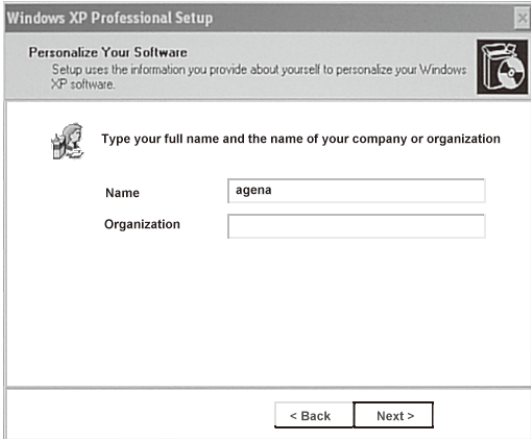 Windows XP Professional Setup
Personalize Your Software
Setup uses the information you provide about yourself to personalize your Windows
XP software.
Type your full name and the name of your company or organization
Name
agena
Organization
< Back
Next >